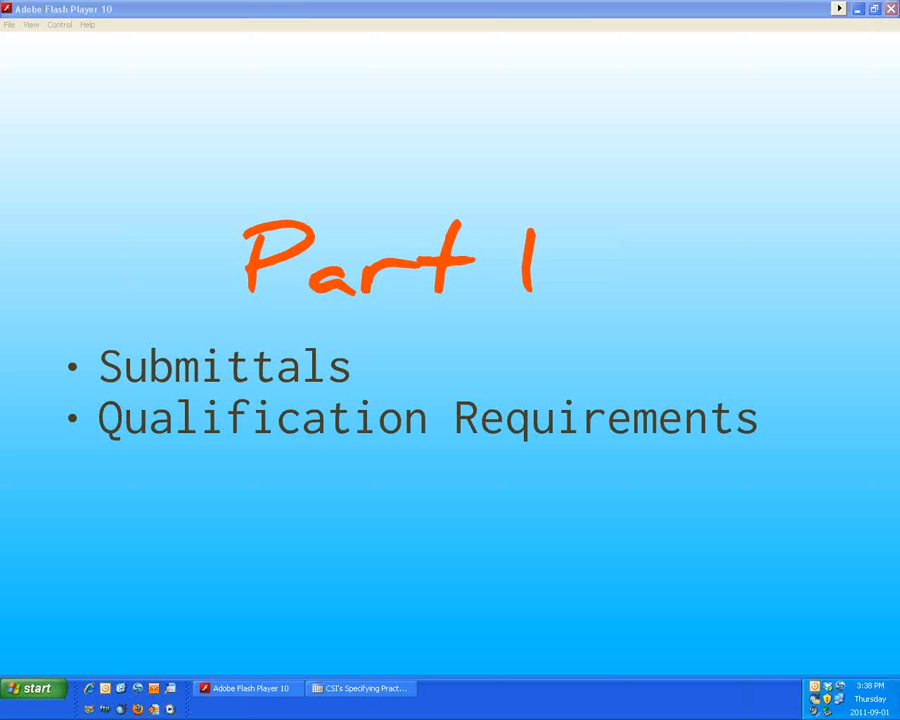 Adobe Flash Player 10
File View Control Help
Part 1
• Submittals
• Qualification Requirements
start
Adobe Flash Player 10
CSI's Specifying Pract...
3:38 PM
Thursday
2011-09-01